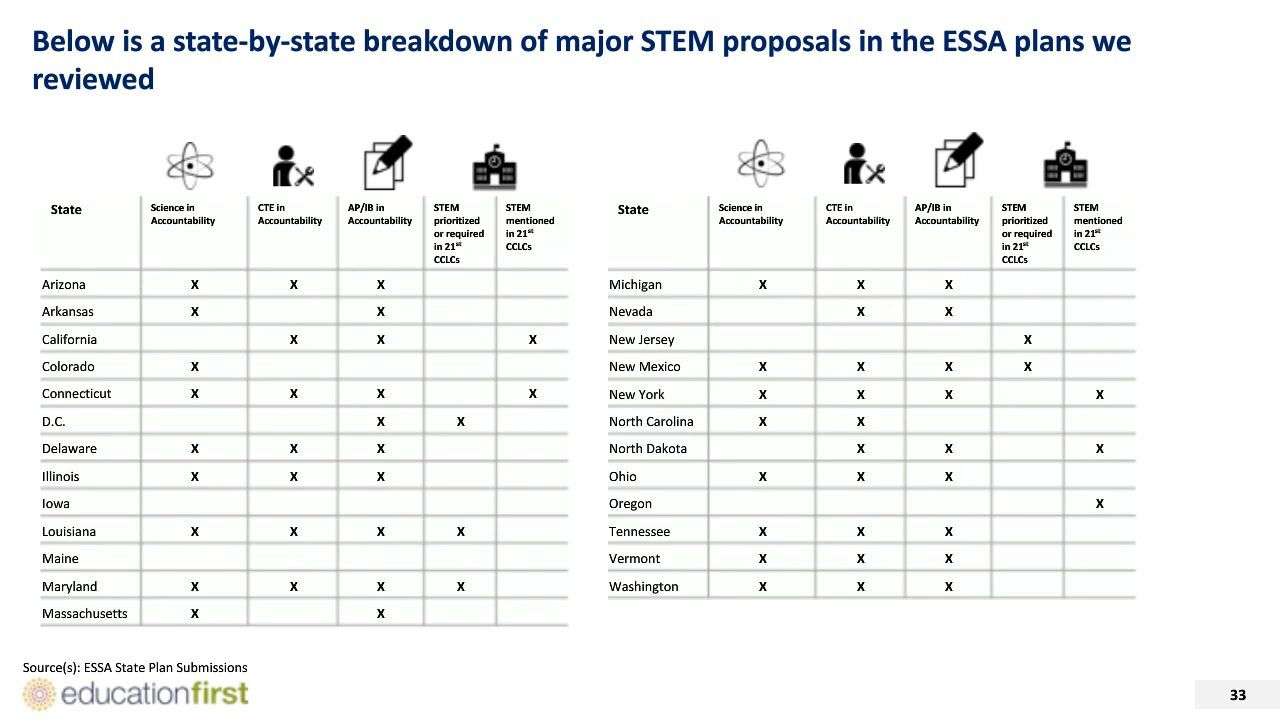 Below is a state-by-state breakdown of major STEM proposals in the ESSA plans we
reviewed
State Science in Accountability CTE in Accountability AP/IB in Accountability STEM prioritized or required in 21st CCLCs STEM mentioned in 21st CCLCs
Arizona X X X
Arkansas X X
California X X X
Colorado X
Connecticut X X X X
D.C. X X
Delaware X X X
Illinois X X X
Iowa
Louisiana X X X X
Maine
Maryland X X X X
Massachusetts X X
State Science in Accountability CTE in Accountability AP/IB in Accountability STEM prioritized or required in 21st CCLCs STEM mentioned in 21st CCLCs
Michigan X X X
Nevada X X
New Jersey X
New Mexico X X X X
New York X X X X
North Carolina X X
North Dakota X X X
Ohio X X X
Oregon X
Tennessee X X X
Vermont X X X
Washington X X X
Source(s): ESSA State Plan Submissions
educationfirst
33